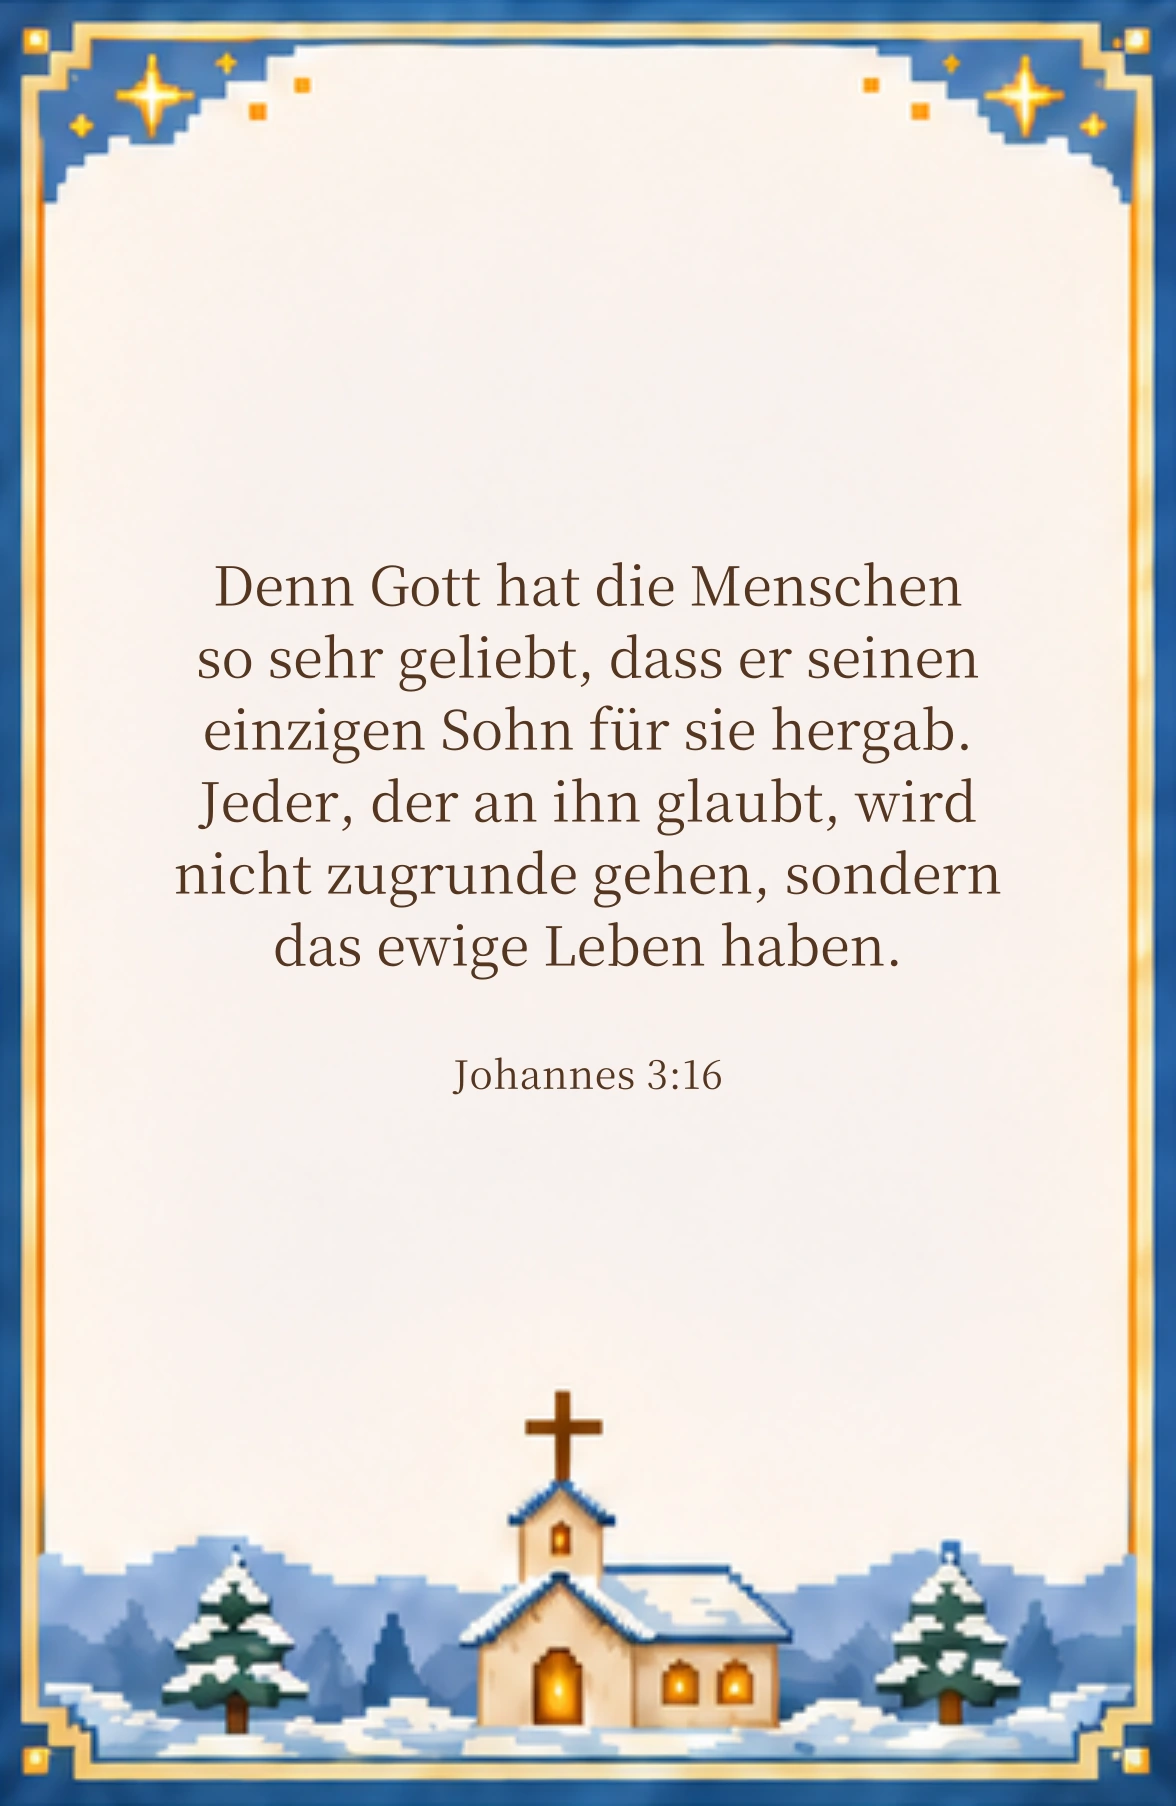 Denn Gott hat die Menschen
so sehr geliebt, dass er seinen
einzigen Sohn für sie hergab.
Jeder, der an ihn glaubt, wird
nicht zugrunde gehen, sondern
das ewige Leben haben.
Johannes 3:16